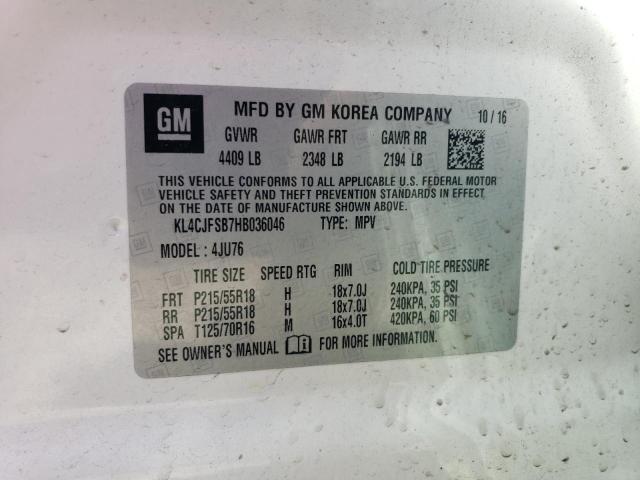 GM
MFD BY GM KOREA COMPANY 10 / 16
GVWR GAWR FRT GAWR RR
4409 LB 2348 LB 2194 LB
THIS VEHICLE CONFORMS TO ALL APPLICABLE U.S. FEDERAL MOTOR
VEHICLE SAFETY AND THEFT PREVENTION STANDARDS IN EFFECT
ON THE DATE OF MANUFACTURE SHOWN ABOVE.
KL4CJFSB7HB036046 TYPE: MPV
MODEL : 4JU76
TIRE SIZE SPEED RTG RIM COLD TIRE PRESSURE
FRT P215/55R18 H 18x7.0J 240KPA, 35 PSI
RR P215/55R18 H 18x7.0J 240KPA, 35 PSI
SPA T125/70R16 M 16x4.0T 420KPA, 60 PSI
SEE OWNER'S MANUAL FOR MORE INFORMATION.